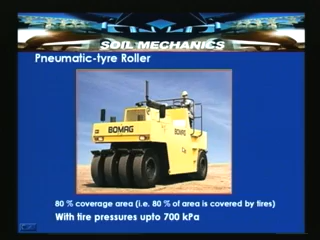 SOIL MECHANICS
Pneumatic-tyre Roller
BOMAG
BOMAG
80 % coverage area (i.e. 80 % of area is covered by tires)
With tire pressures upto 700 kPa